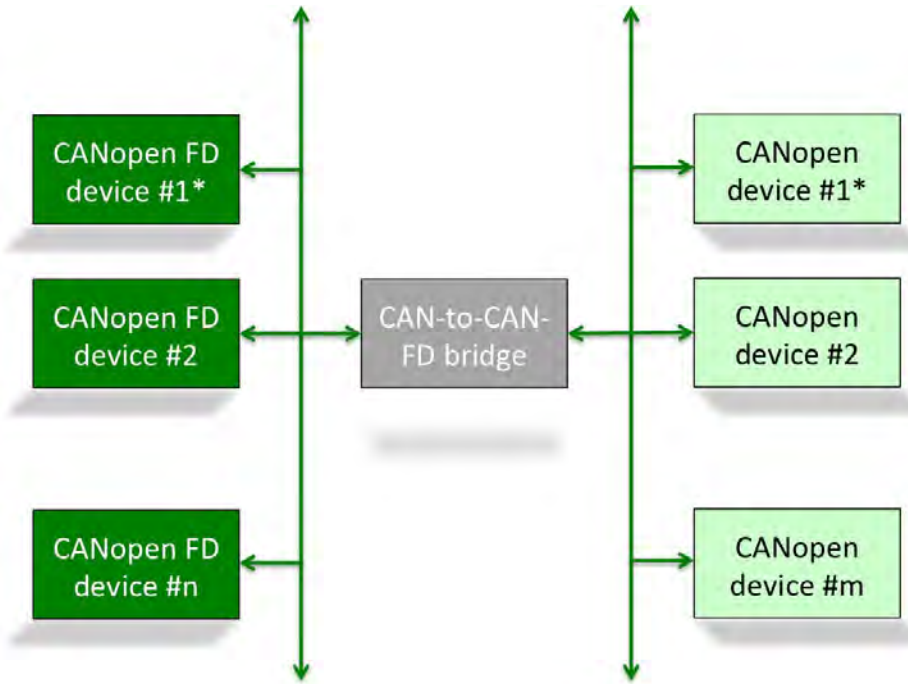 CANopen FD
device #1*
CANopen
device #1*
CANopen FD
device #2
CAN-to-CAN-
FD bridge
CANopen
device #2
CANopen FD
device #n
CANopen
device #m